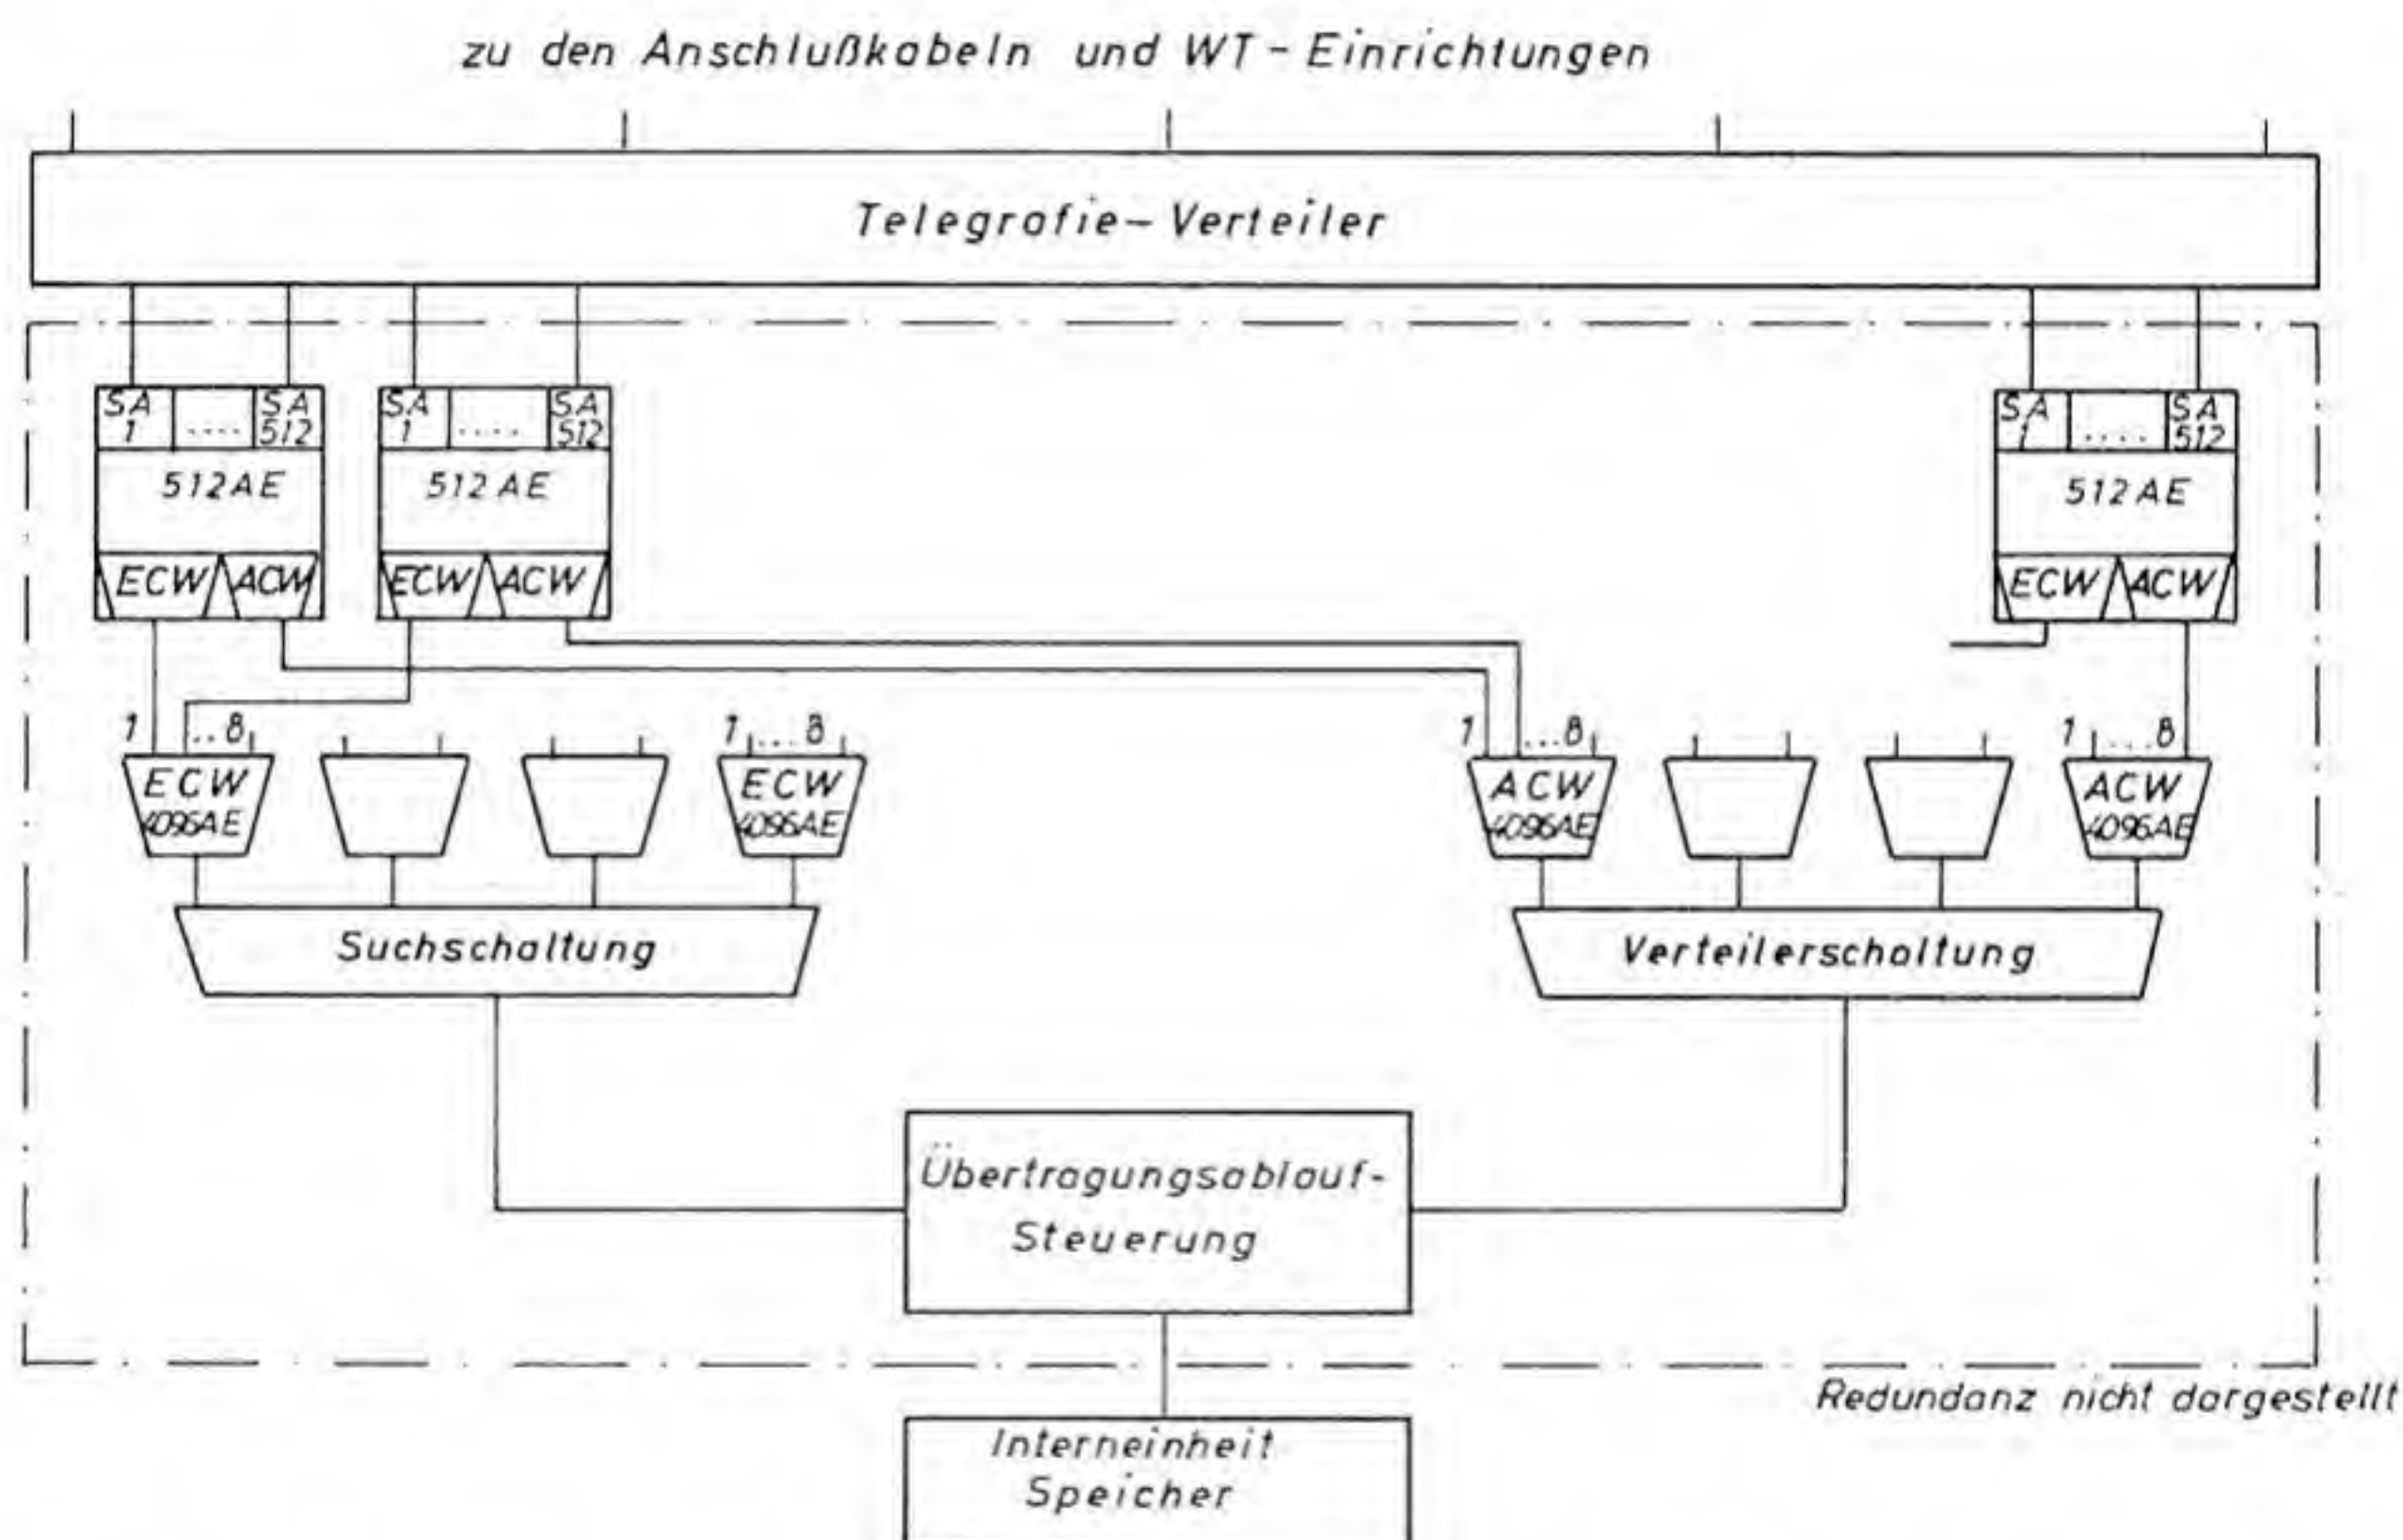 zu den Anschlußkabeln und WT-Einrichtungen
Telegrafie-Verteiler
SA 1 .... SA 512
512AE
ECW ACW
SA 1 .... SA 512
512AE
ECW ACW
SA 1 .... SA 512
512AE
ECW ACW
1 ..8
ECW
4096AE
1 ...8
ECW
4096AE
1 ...8
ACW
4096AE
1 ...8
ACW
4096AE
Suchschaltung
Verteilerschaltung
Übertragungsablauf-
Steuerung
Redundanz nicht dargestellt
Interneinheit
Speicher